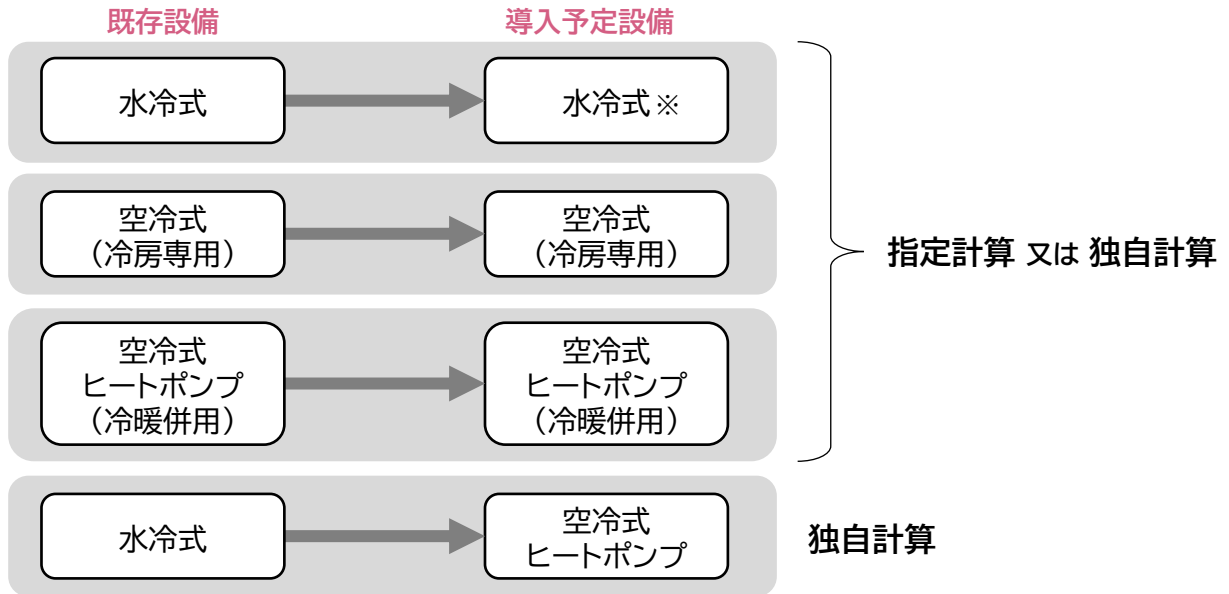 既存設備
導入予定設備
水冷式
水冷式※
空冷式
（冷房専用）
空冷式
（冷房専用）
空冷式
ヒートポンプ
（冷暖併用）
空冷式
ヒートポンプ
（冷暖併用）
指定計算 又は 独自計算
水冷式
空冷式
ヒートポンプ
独自計算